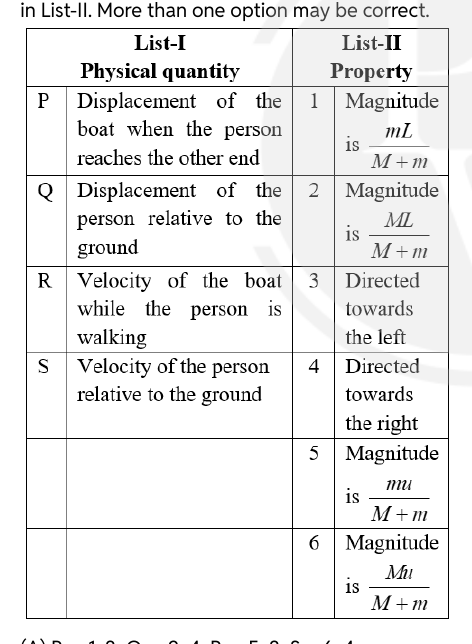 in List-II. More than one option may be correct.
List-I
Physical quantity
List-II
Property
P Displacement of the boat when the person reaches the other end
1 Magnitude is mL / M + m
Q Displacement of the person relative to the ground
2 Magnitude is ML / M + m
R Velocity of the boat while the person is walking
3 Directed towards the left
S Velocity of the person relative to the ground
4 Directed towards the right
5 Magnitude is mu / M + m
6 Magnitude is Mu / M + m